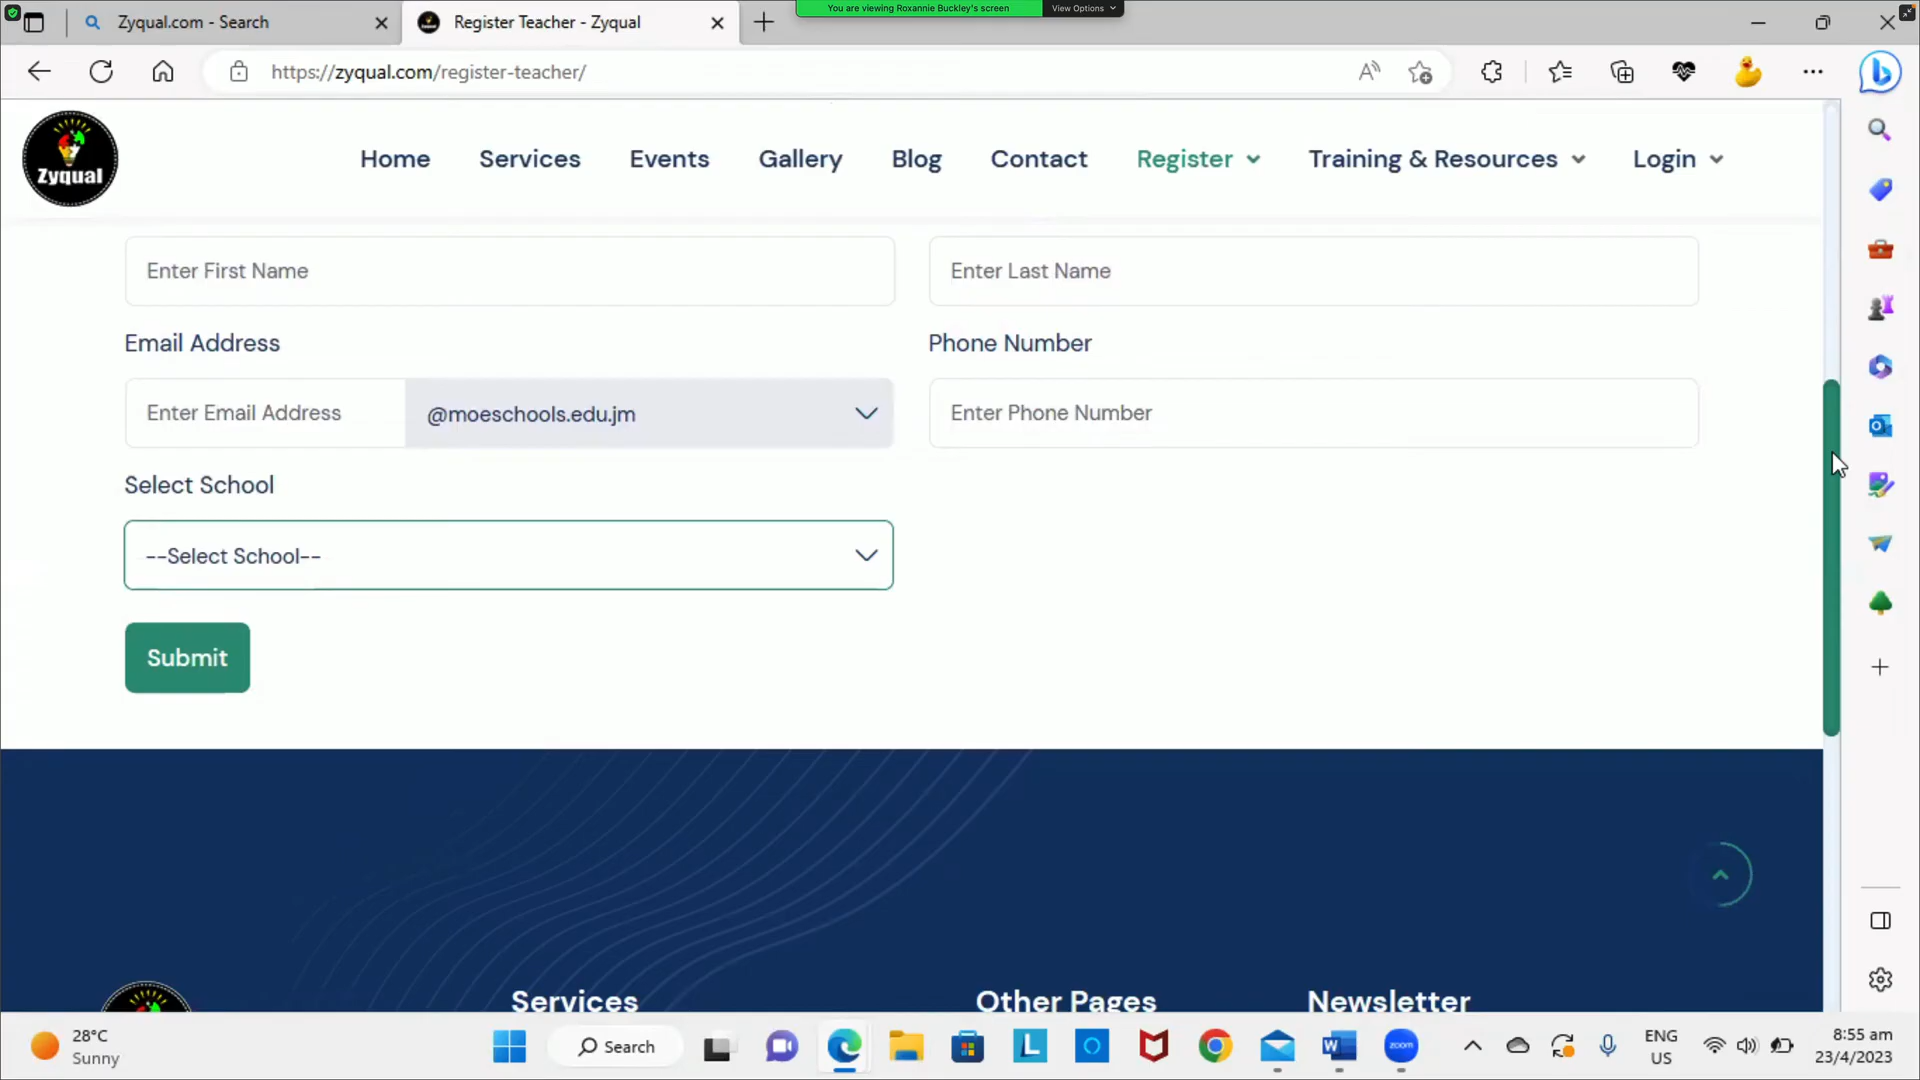 You are viewing Roxannie Buckley's screen
View Options
Zyqual.com - Search
Register Teacher - Zyqual
https://zyqual.com/register-teacher/
Zyqual
Home
Services
Events
Gallery
Blog
Contact
Register
Training & Resources
Login
Enter First Name
Enter Last Name
Email Address
Phone Number
Enter Email Address
@moeschools.edu.jm
Enter Phone Number
Select School
--Select School--
Submit
Services
Other Pages
Newsletter
28°C
Sunny
Search
zoom
ENG
US
8:55 am
23/4/2023